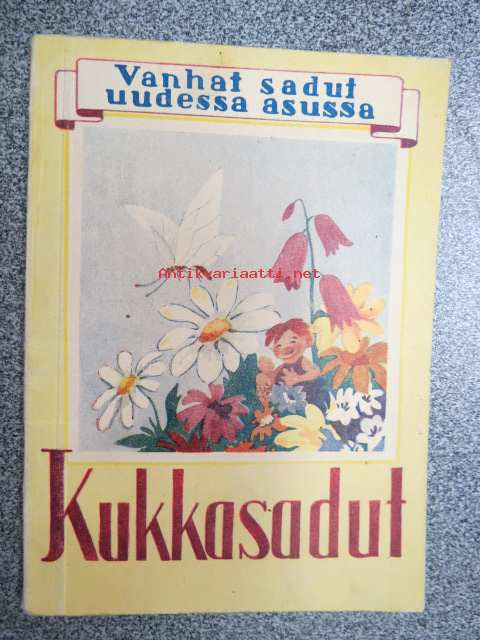 Vanhat sadut
uudessa asussa
Antikvariaatti.net
Kukkasadut